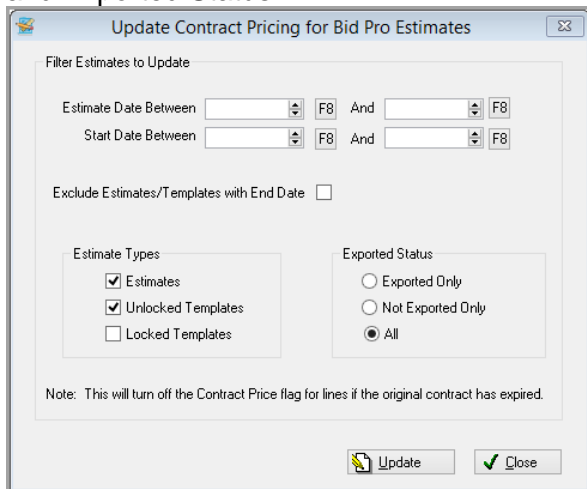 Update Contract Pricing for Bid Pro Estimates
Filter Estimates to Update
Estimate Date Between F8 And F8
Start Date Between F8 And F8
Exclude Estimates/Templates with End Date
Estimate Types
Exported Status
Estimates
Exported Only
Unlocked Templates
Not Exported Only
Locked Templates
All
Note: This will turn off the Contract Price flag for lines if the original contract has expired.
Update Close